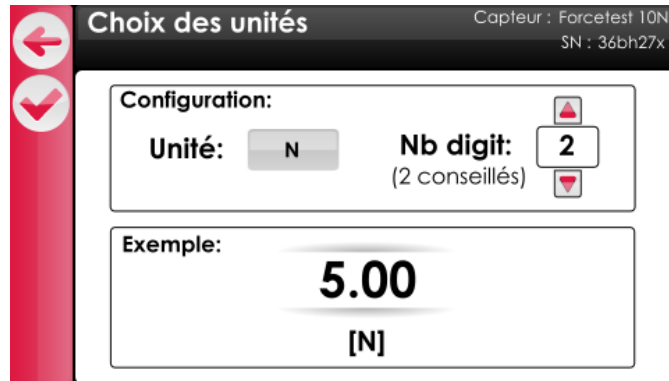 Choix des unités
Capteur : Forcetest 10N
SN : 36bh27x
Configuration:
Unité:
N
Nb digit:
(2 conseillés)
2
Exemple:
5.00
[N]